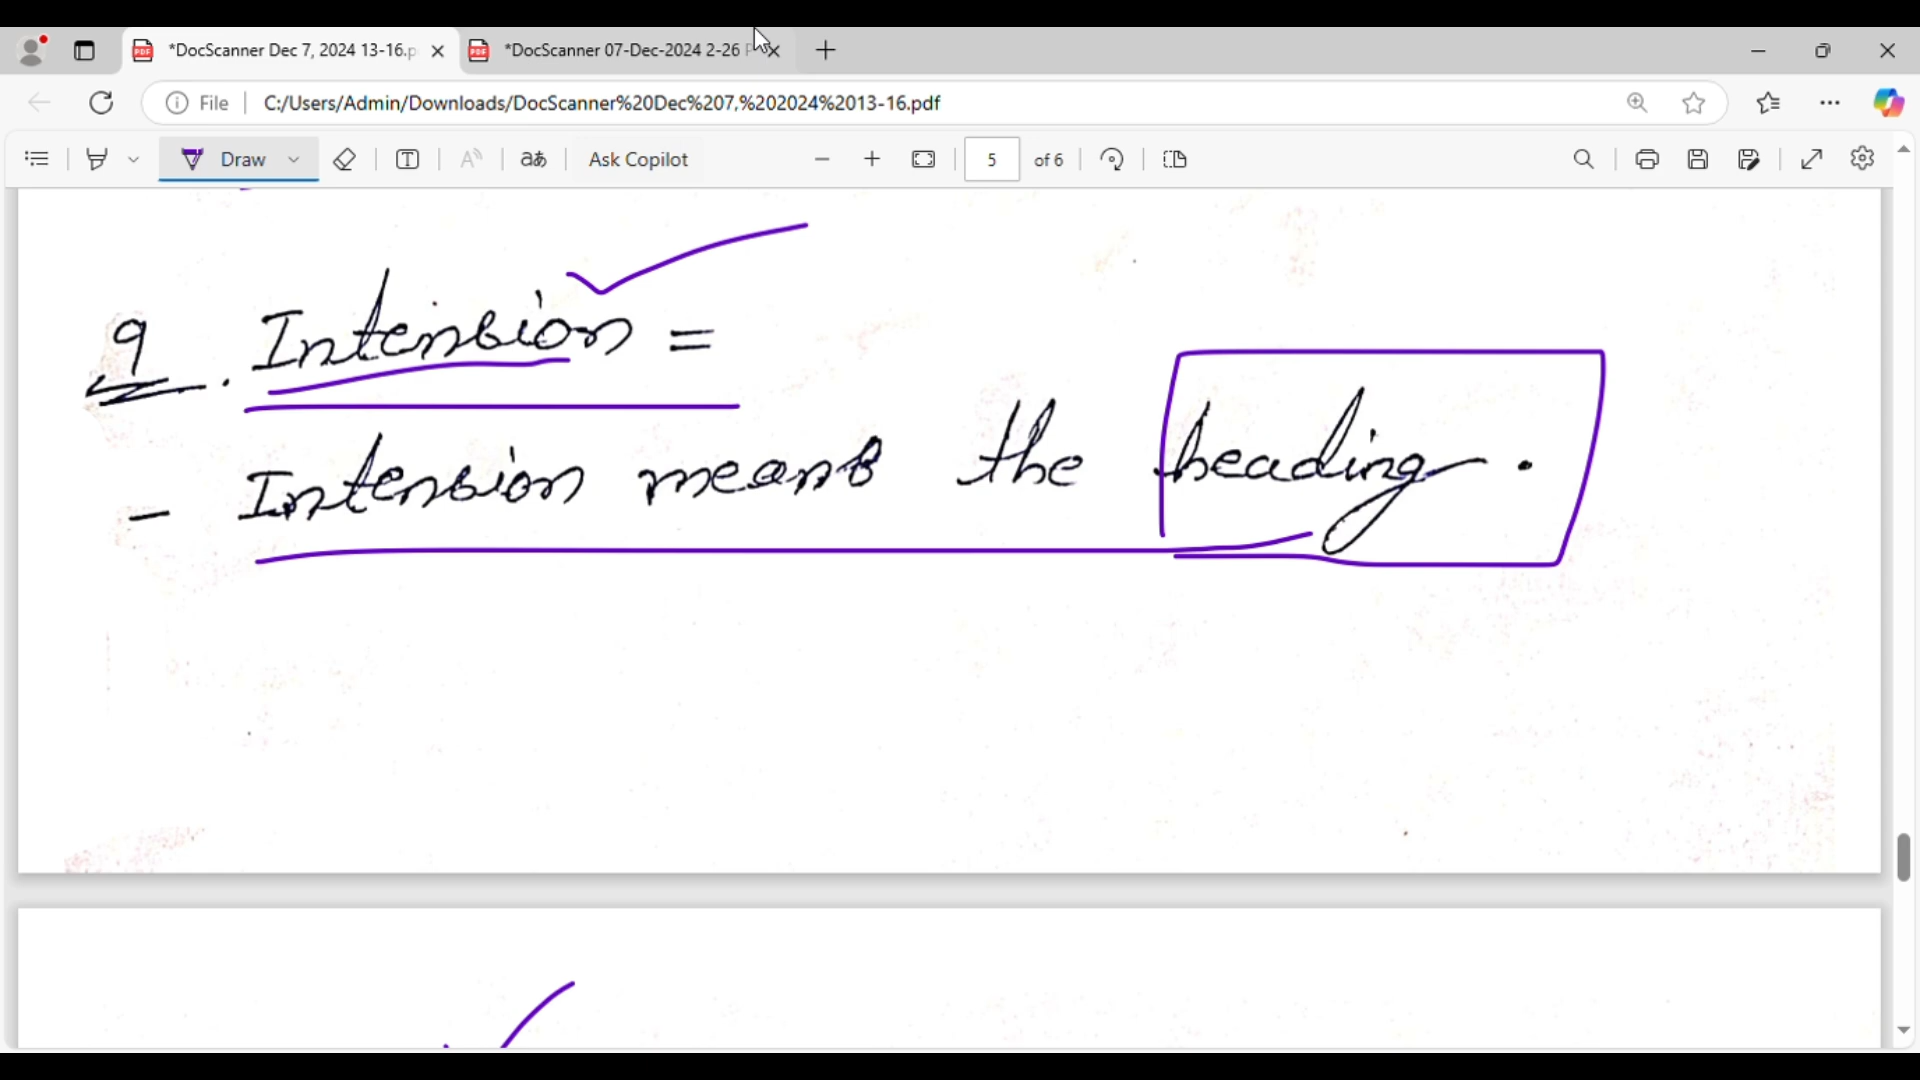 *DocScanner Dec 7, 2024 13-16.p
*DocScanner 07-Dec-2024 2-26 P
File
C:/Users/Admin/Downloads/DocScanner%20Dec%207,%202024%2013-16.pdf
Draw
Ask Copilot
5 of 6
9. Intension =
- Intension means the heading.